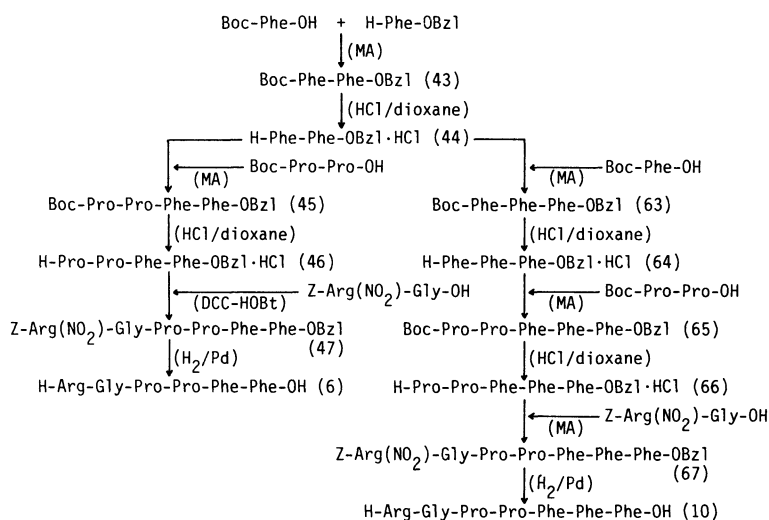 Boc-Phe-OH + H-Phe-OBzl
(MA)
Boc-Phe-Phe-OBzl (43)
(HCl/dioxane)
H-Phe-Phe-OBzl·HCl (44)
Boc-Pro-Pro-OH
(MA)
Boc-Phe-OH
(MA)
Boc-Pro-Pro-Phe-Phe-OBzl (45)
Boc-Phe-Phe-Phe-OBzl (63)
(HCl/dioxane)
(HCl/dioxane)
H-Pro-Pro-Phe-Phe-OBzl·HCl (46)
H-Phe-Phe-Phe-OBzl·HCl (64)
(DCC-HOBt)
Z-Arg(NO₂)-Gly-OH
(MA)
Boc-Pro-Pro-OH
Z-Arg(NO₂)-Gly-Pro-Pro-Phe-Phe-OBzl
(47)
Boc-Pro-Pro-Phe-Phe-Phe-OBzl (65)
(H₂/Pd)
(HCl/dioxane)
H-Arg-Gly-Pro-Pro-Phe-Phe-OH (6)
H-Pro-Pro-Phe-Phe-Phe-OBzl·HCl (66)
(MA)
Z-Arg(NO₂)-Gly-OH
Z-Arg(NO₂)-Gly-Pro-Pro-Phe-Phe-Phe-OBzl
(67)
(H₂/Pd)
H-Arg-Gly-Pro-Pro-Phe-Phe-Phe-OH (10)